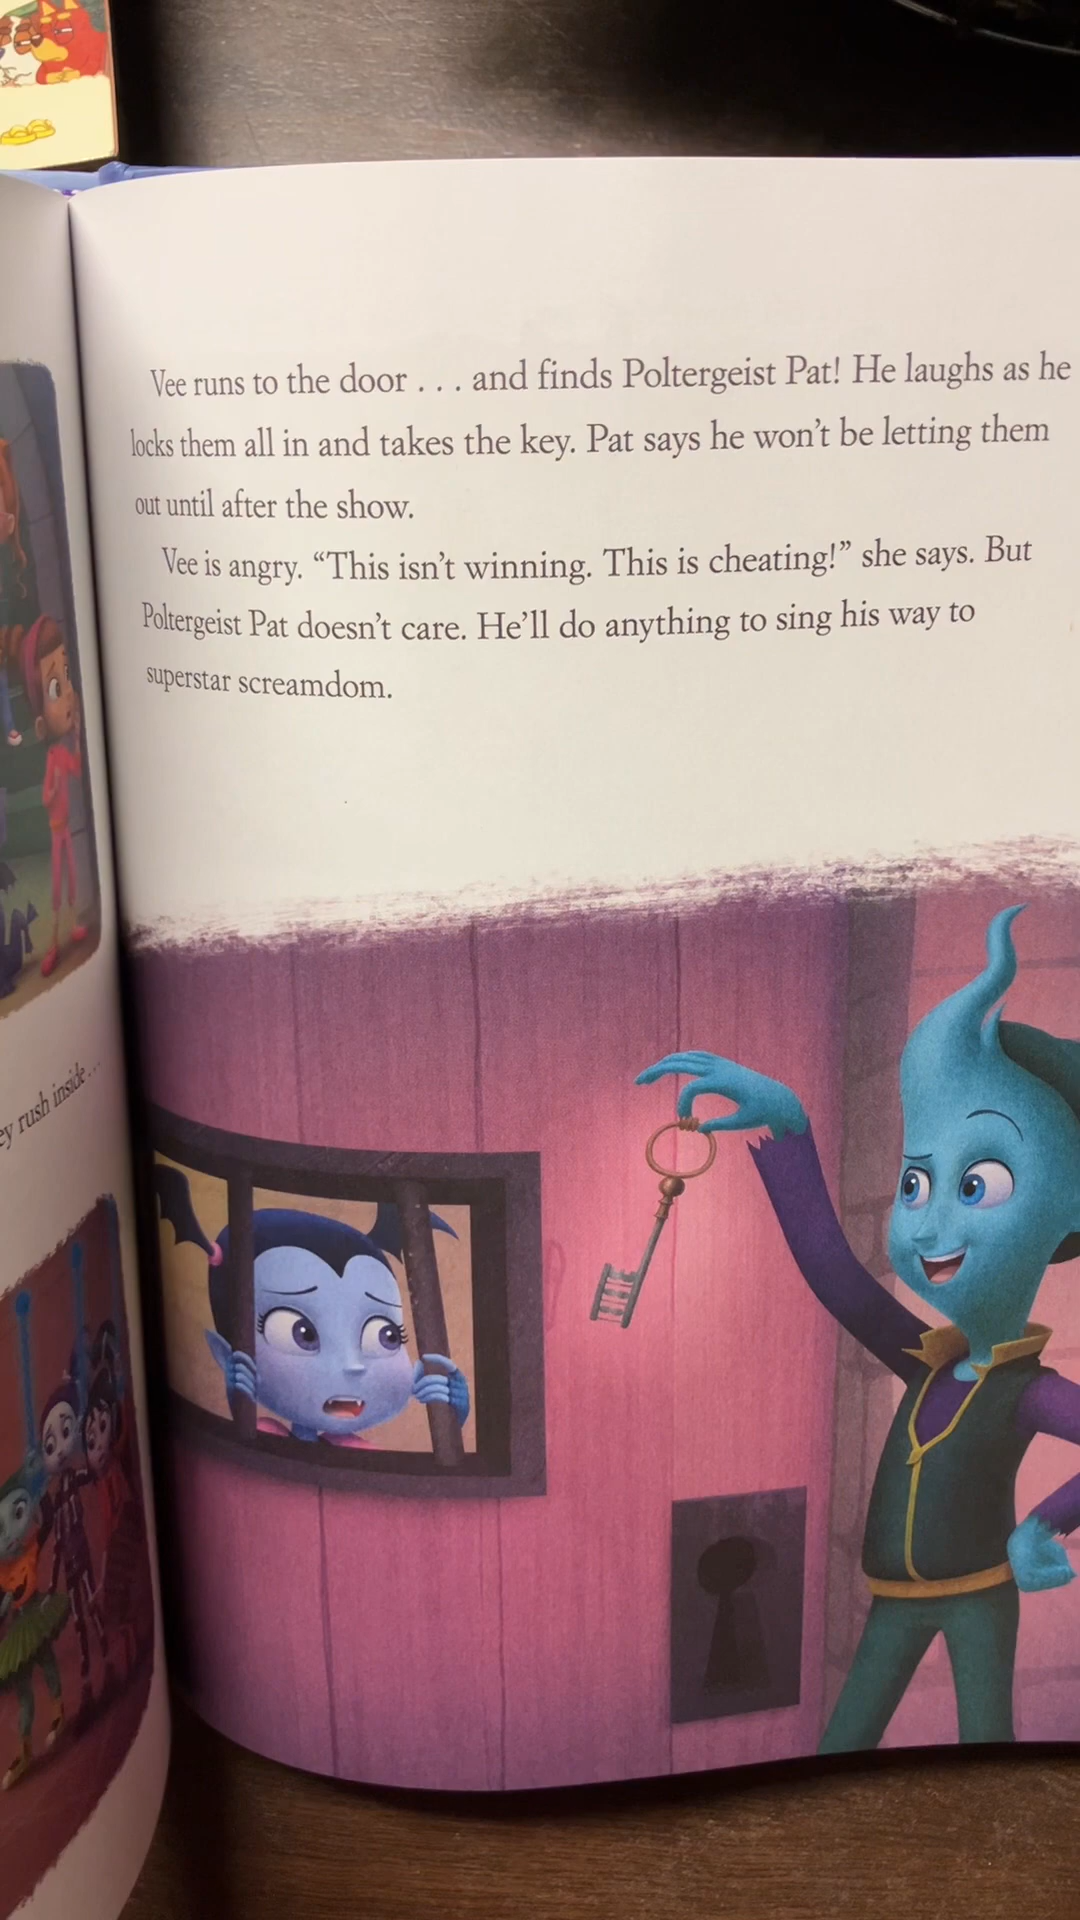 Vee runs to the door . . . and finds Poltergeist Pat! He laughs as he
locks them all in and takes the key. Pat says he won’t be letting them
out until after the show.
Vee is angry. “This isn’t winning. This is cheating!” she says. But
Poltergeist Pat doesn’t care. He’ll do anything to sing his way to
superstar screamdom.
rush inside . . .